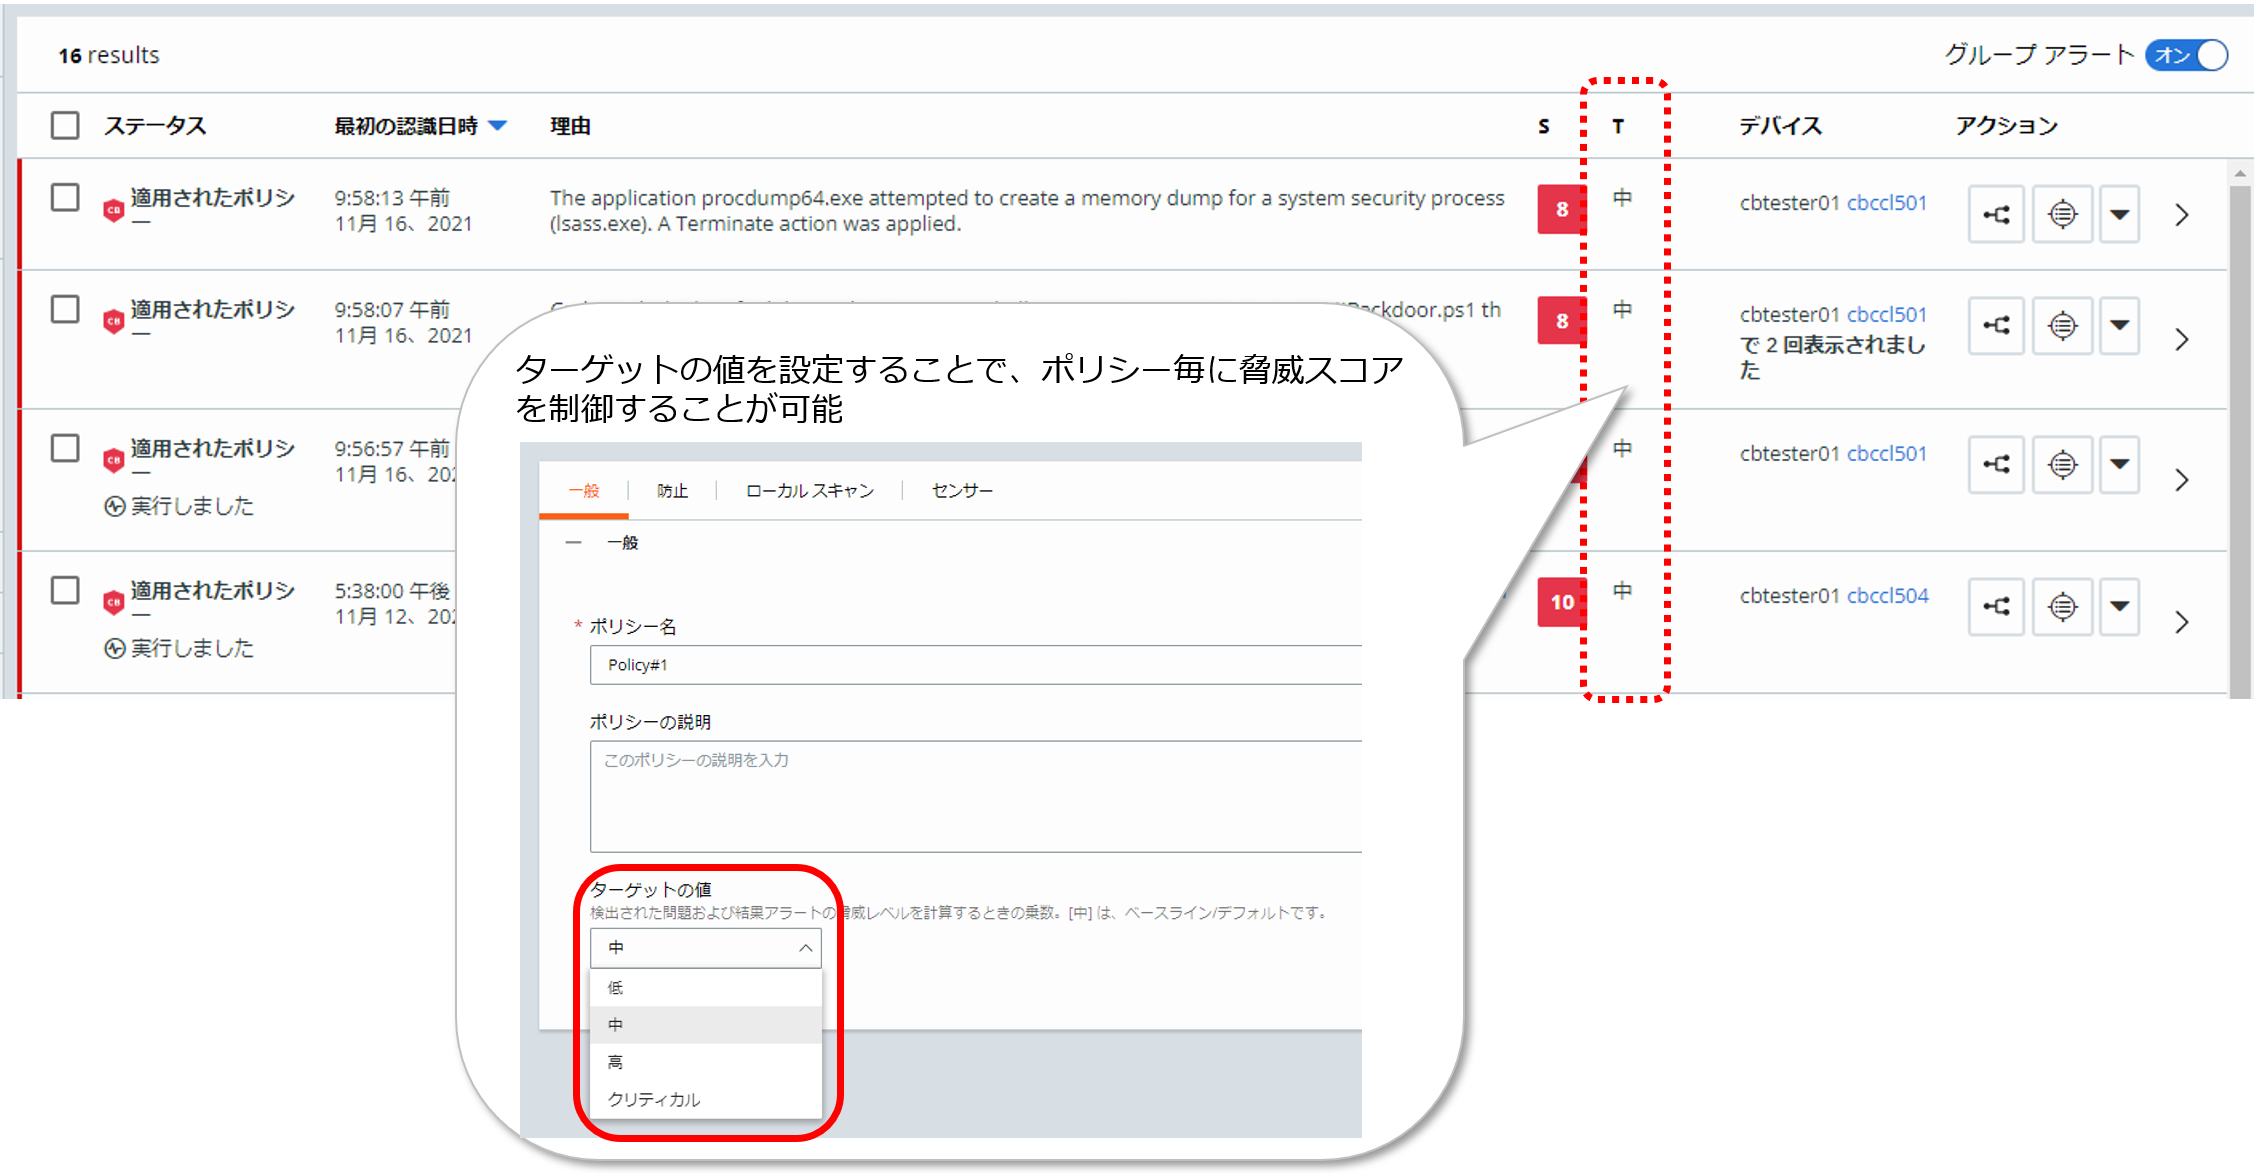 16 results
グループ アラート オン
ステータス 最初の認識日時 理由 S T デバイス アクション
適用されたポリシー
9:58:13 午前
11月 16、2021
The application procdump64.exe attempted to create a memory dump for a system security process
(lsass.exe). A Terminate action was applied.
8 中 cbtester01 cbccl501
適用されたポリシー
9:58:07 午前
11月 16、2021
ckdoor.ps1 th
8 中 cbtester01 cbccl501
で 2 回表示されまし
た
適用されたポリシー
実行しました
9:56:57 午前
11月 16、202
中 cbtester01 cbccl501
適用されたポリシー
実行しました
5:38:00 午後
11月 12、202
10 中 cbtester01 cbccl504
ターゲットの値を設定することで、ポリシー毎に脅威スコア
を制御することが可能
一般 防止 ローカル スキャン センサー
一般
* ポリシー名
Policy#1
ポリシーの説明
このポリシーの説明を入力
ターゲットの値
検出された問題および結果アラートの脅威レベルを計算するときの乗数。[中] は、ベースライン/デフォルトです。
中
低
中
高
クリティカル